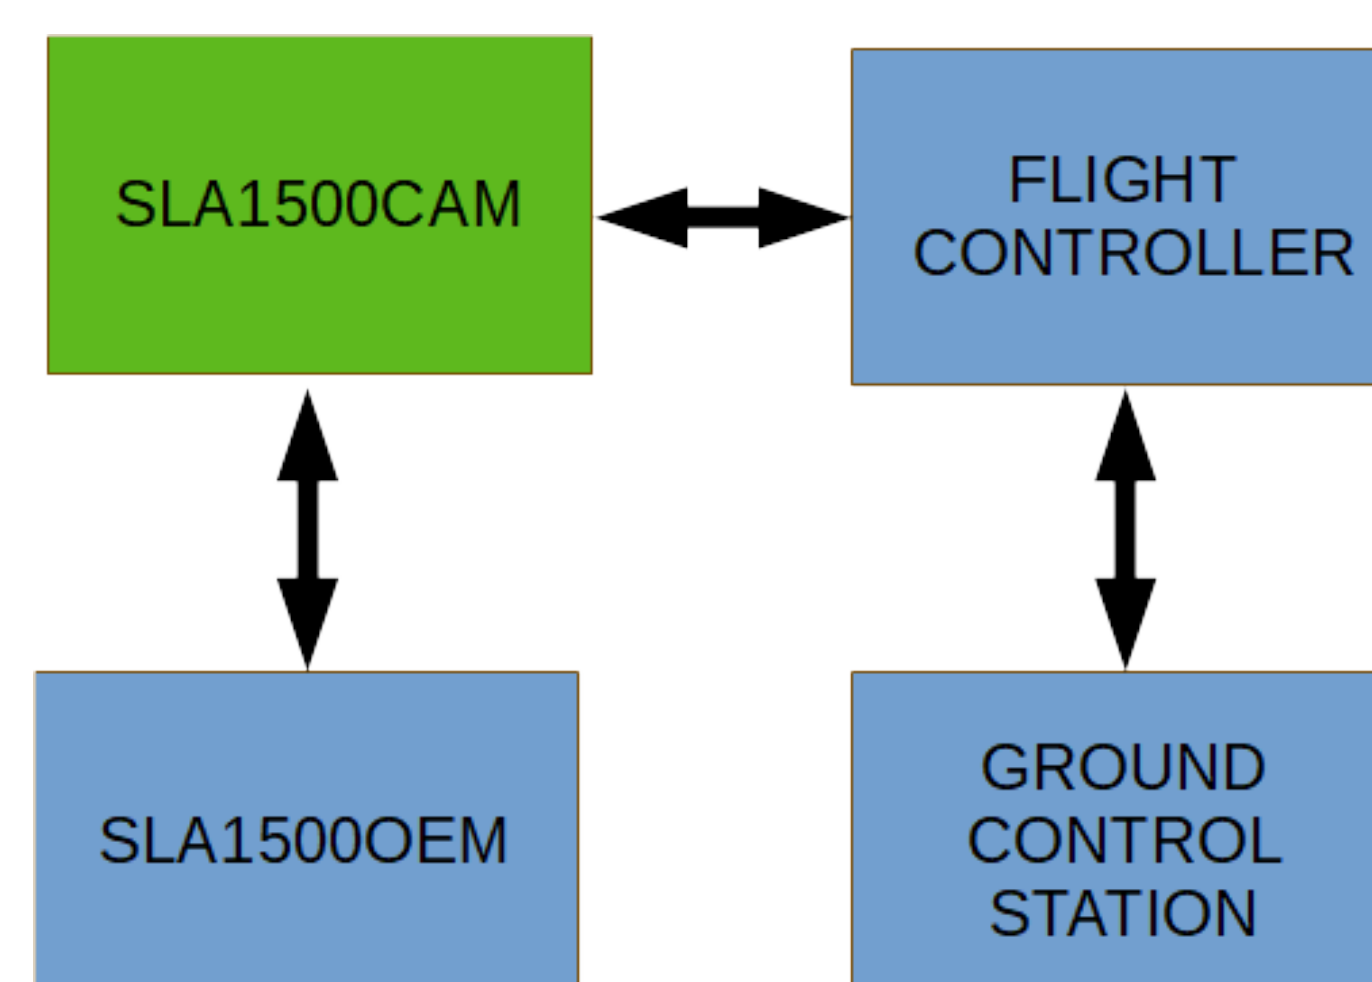 SLA1500CAM
FLIGHT
CONTROLLER
SLA1500OEM
GROUND
CONTROL
STATION